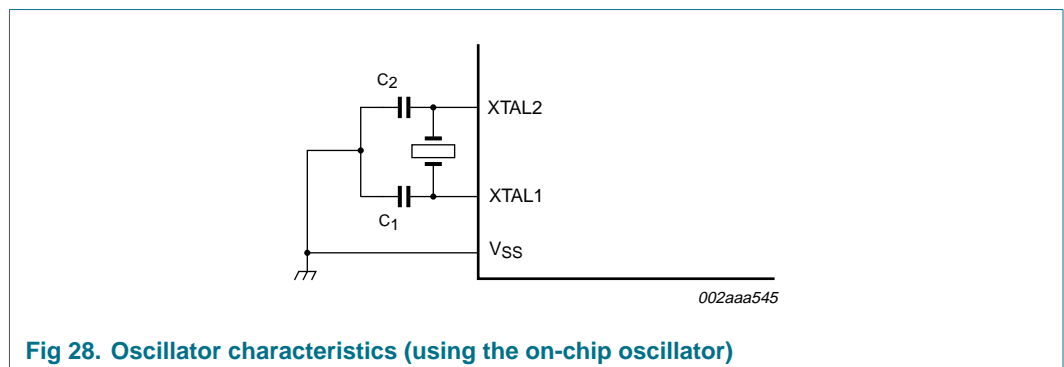 C2
XTAL2
XTAL1
C1
VSS
002aaa545
Fig 28. Oscillator characteristics (using the on-chip oscillator)